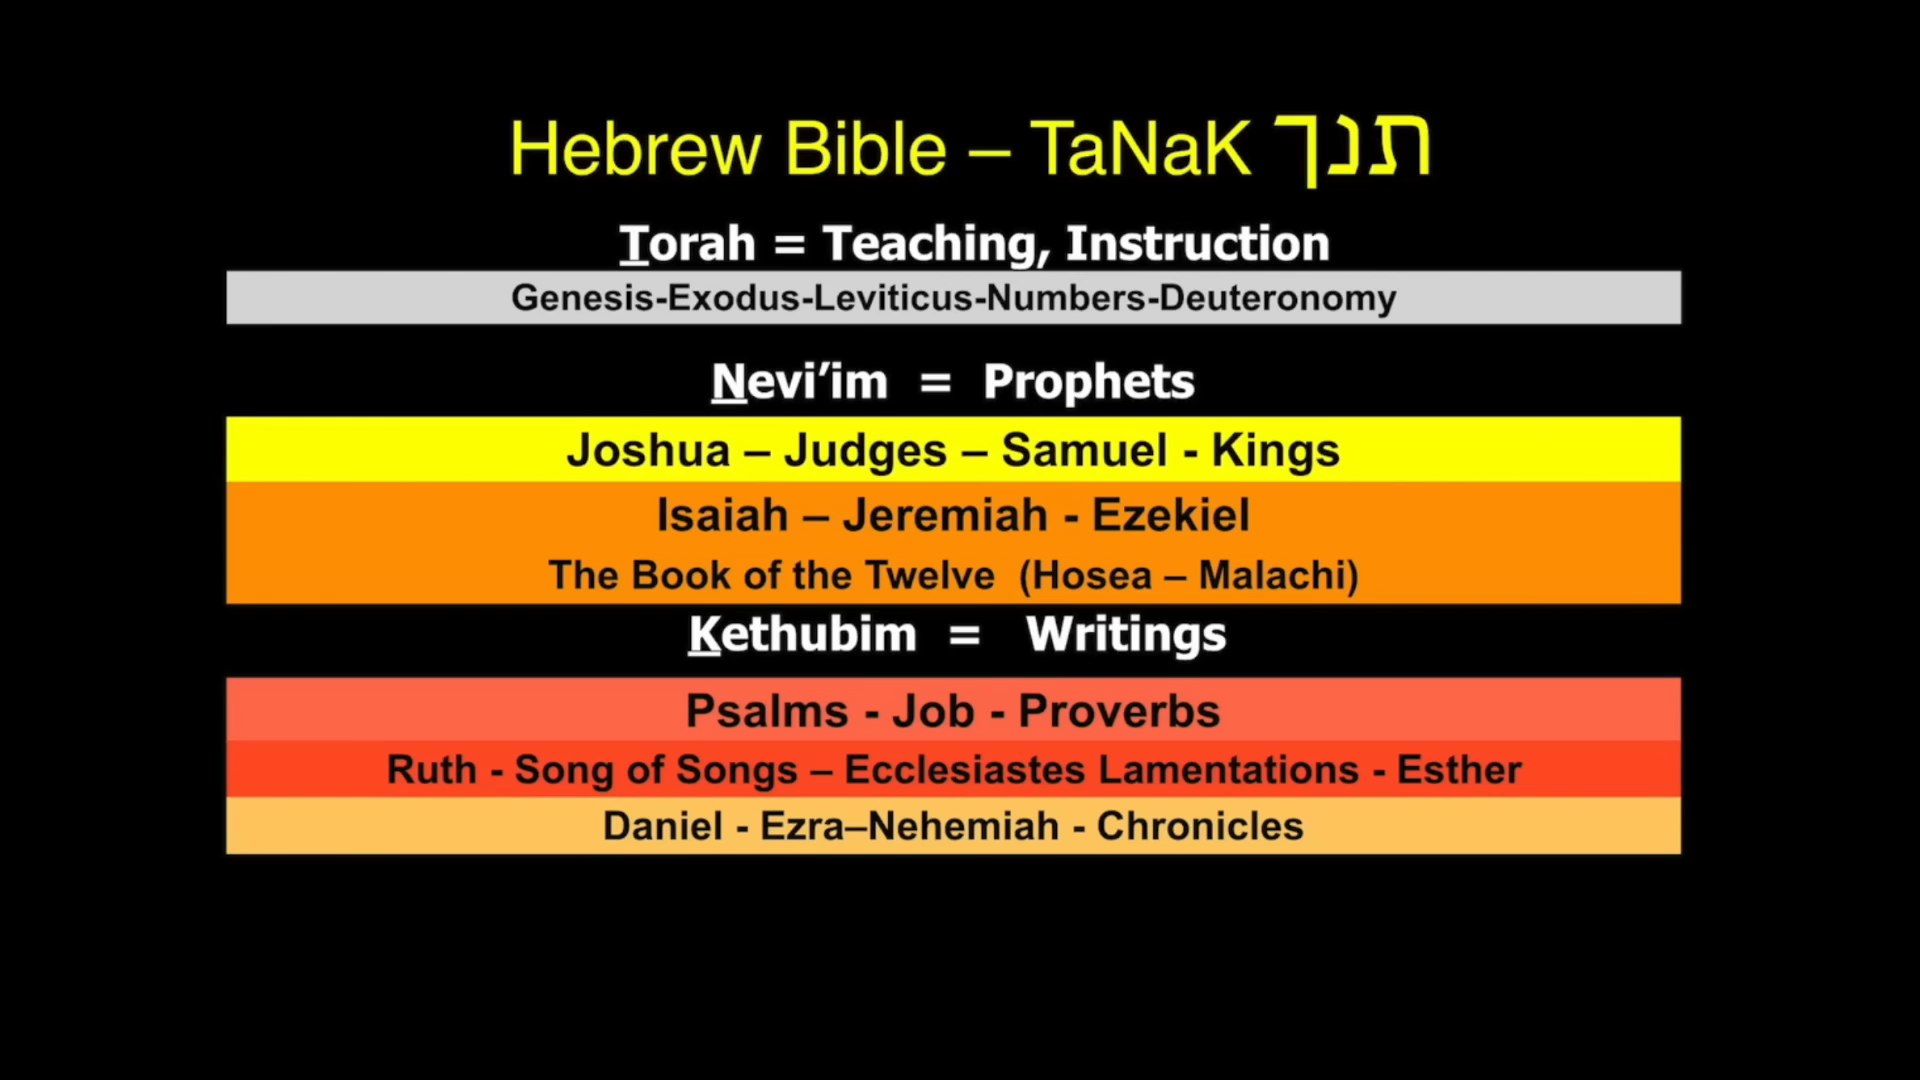 Hebrew Bible – TaNaK תנך
Torah = Teaching, Instruction
Genesis-Exodus-Leviticus-Numbers-Deuteronomy
Nevi’im = Prophets
Joshua – Judges – Samuel - Kings
Isaiah – Jeremiah - Ezekiel
The Book of the Twelve (Hosea – Malachi)
Kethubim = Writings
Psalms - Job - Proverbs
Ruth - Song of Songs – Ecclesiastes Lamentations - Esther
Daniel - Ezra–Nehemiah - Chronicles